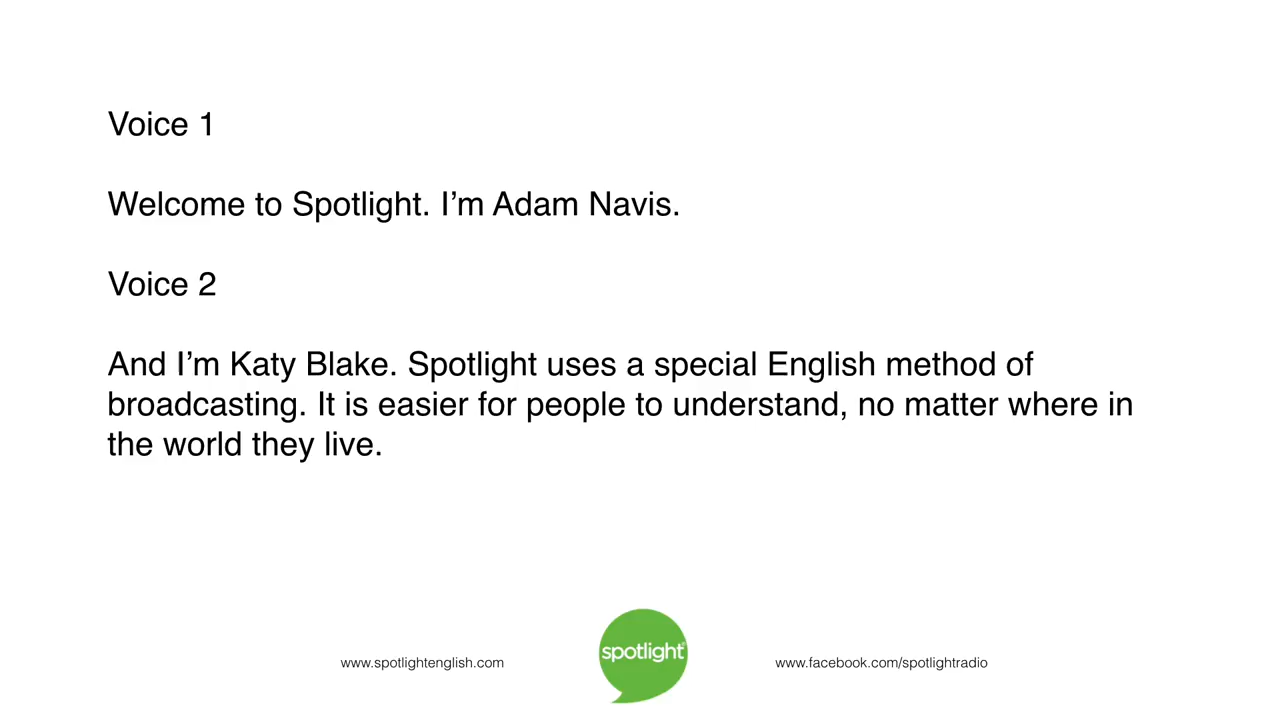 Voice 1
Welcome to Spotlight. I’m Adam Navis.
Voice 2
And I’m Katy Blake. Spotlight uses a special English method of
broadcasting. It is easier for people to understand, no matter where in
the world they live.
www.spotlightenglish.com
spotlight
www.facebook.com/spotlightradio